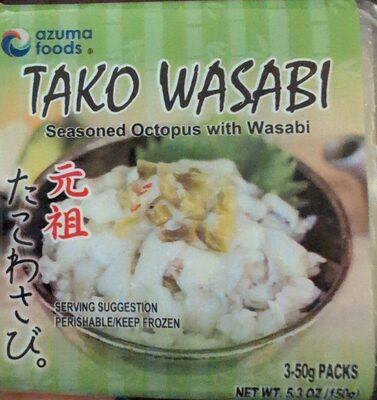 azuma
foods ®
TAKO WASABI
Seasoned Octopus with Wasabi
元祖
たこわさび。
SERVING SUGGESTION
PERISHABLE/KEEP FROZEN
3-50g PACKS
NET WT. 5.3 OZ (150g)